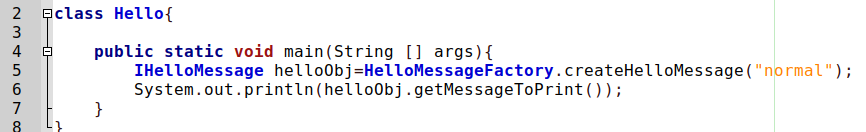 2 class Hello{
3
4 public static void main(String [] args){
5 IHelloMessage helloObj=HelloMessageFactory.createHelloMessage("normal");
6 System.out.println(helloObj.getMessageToPrint());
7 }
8 }